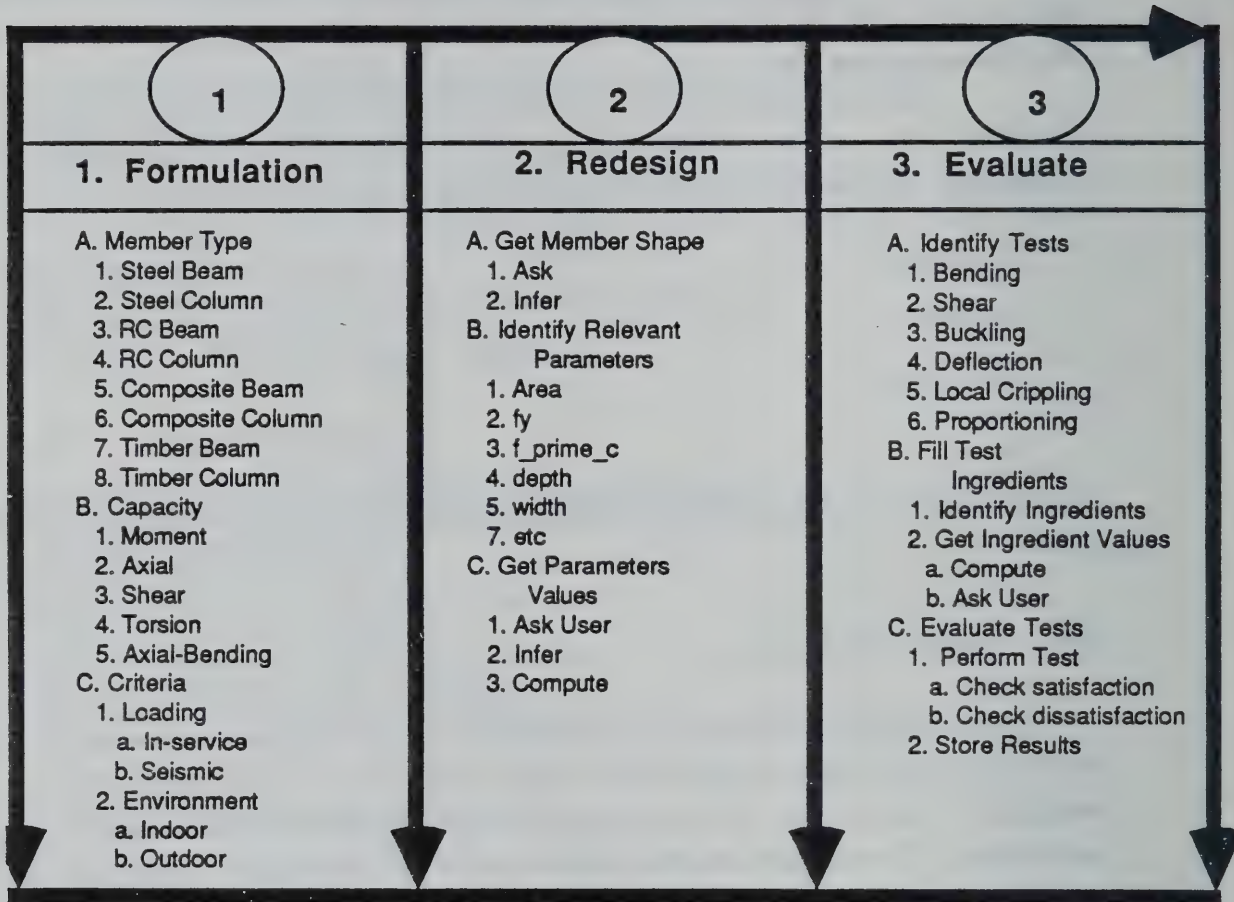 1
1. Formulation
A. Member Type
1. Steel Beam
2. Steel Column
3. RC Beam
4. RC Column
5. Composite Beam
6. Composite Column
7. Timber Beam
8. Timber Column
B. Capacity
1. Moment
2. Axial
3. Shear
4. Torsion
5. Axial-Bending
C. Criteria
1. Loading
a. In-service
b. Seismic
2. Environment
a. Indoor
b. Outdoor
2
2. Redesign
A. Get Member Shape
1. Ask
2. Infer
B. Identify Relevant
Parameters
1. Area
2. fy
3. f_prime_c
4. depth
5. width
7. etc
C. Get Parameters
Values
1. Ask User
2. Infer
3. Compute
3
3. Evaluate
A. Identify Tests
1. Bending
2. Shear
3. Buckling
4. Deflection
5. Local Crippling
6. Proportioning
B. Fill Test
Ingredients
1. Identify Ingredients
2. Get Ingredient Values
a. Compute
b. Ask User
C. Evaluate Tests
1. Perform Test
a. Check satisfaction
b. Check dissatisfaction
2. Store Results